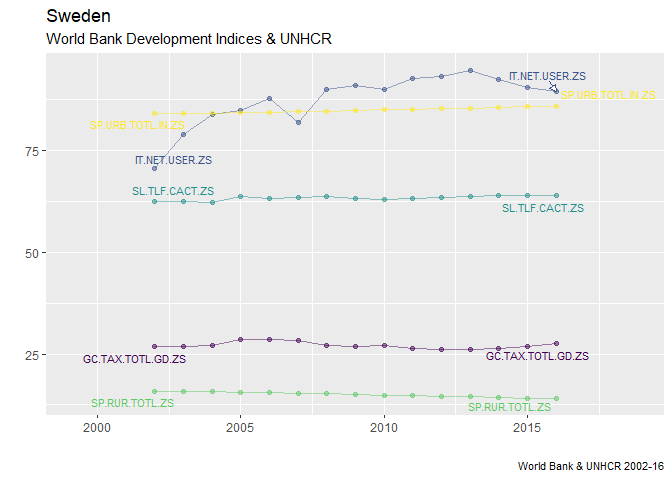 Sweden
World Bank Development Indices & UNHCR
IT.NET.USER.ZS
SP.URB.TOTL.IN.ZS
SP.URB.TOTL.IN.ZS
75
IT.NET.USER.ZS
SL.TLF.CACT.ZS
SL.TLF.CACT.ZS
50
25
GC.TAX.TOTL.GD.ZS
GC.TAX.TOTL.GD.ZS
SP.RUR.TOTL.ZS
SP.RUR.TOTL.ZS
2000 2005 2010 2015
World Bank & UNHCR 2002-16